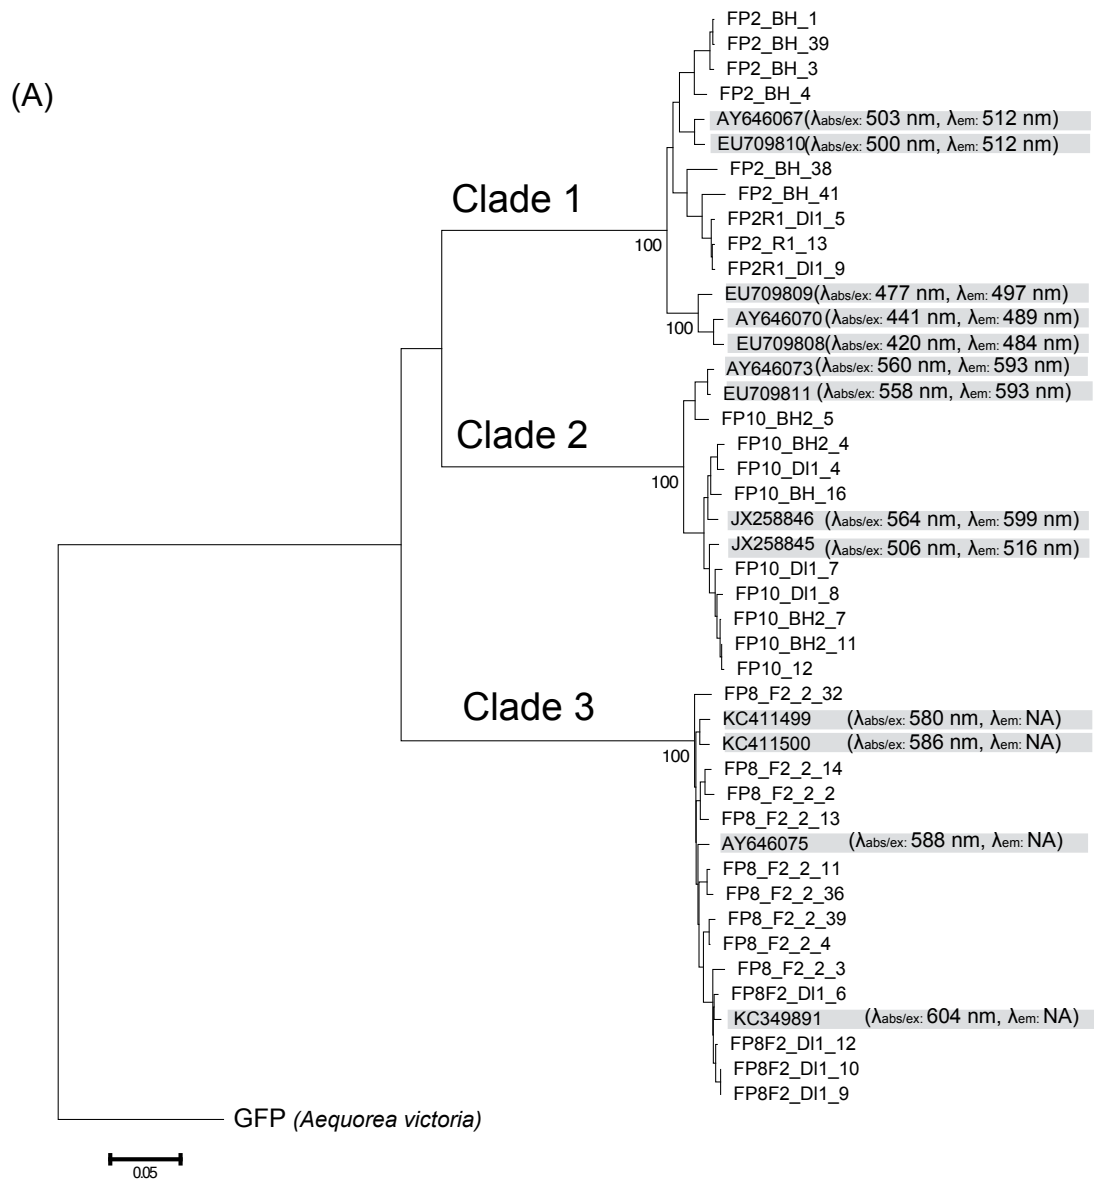 FP2_BH_1
FP2_BH_39
FP2_BH_3
(A)
FP2_BH_4
AY646067(λabs/ex: 503 nm, λem: 512 nm)
EU709810(λabs/ex: 500 nm, λem: 512 nm)
FP2_BH_38
Clade 1
FP2_BH_41
FP2R1_DI1_5
100
FP2_R1_13
FP2R1_DI1_9
EU709809(λabs/ex: 477 nm, λem: 497 nm)
100
AY646070(λabs/ex: 441 nm, λem: 489 nm)
EU709808(λabs/ex: 420 nm, λem: 484 nm)
AY646073(λabs/ex: 560 nm, λem: 593 nm)
EU709811 (λabs/ex: 558 nm, λem: 593 nm)
FP10_BH2_5
Clade 2
FP10_BH2_4
FP10_DI1_4
100
FP10_BH_16
JX258846 (λabs/ex: 564 nm, λem: 599 nm)
JX258845 (λabs/ex: 506 nm, λem: 516 nm)
FP10_DI1_7
FP10_DI1_8
FP10_BH2_7
FP10_BH2_11
FP10_12
FP8_F2_2_32
Clade 3
KC411499 (λabs/ex: 580 nm, λem: NA)
KC411500 (λabs/ex: 586 nm, λem: NA)
100
FP8_F2_2_14
FP8_F2_2_2
FP8_F2_2_13
AY646075 (λabs/ex: 588 nm, λem: NA)
FP8_F2_2_11
FP8_F2_2_36
FP8_F2_2_39
FP8_F2_2_4
FP8_F2_2_3
FP8F2_DI1_6
KC349891 (λabs/ex: 604 nm, λem: NA)
FP8F2_DI1_12
FP8F2_DI1_10
FP8F2_DI1_9
GFP (Aequorea victoria)
0.05